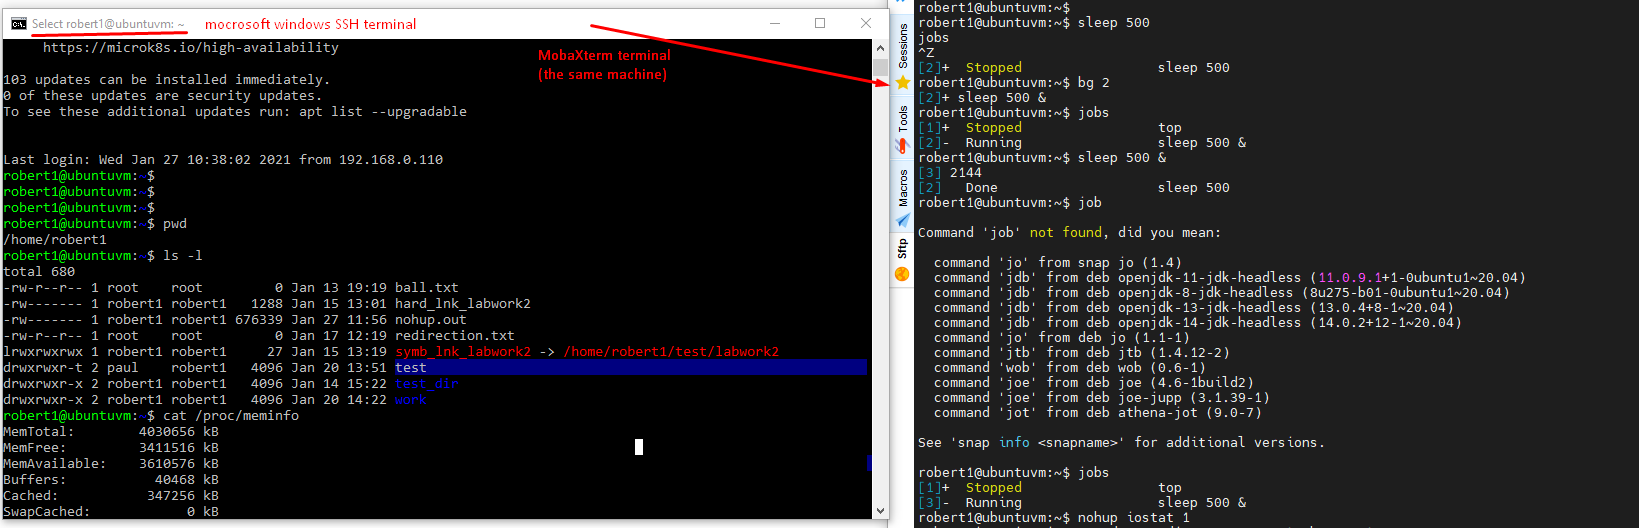 Select robert1@ubuntuvm: ~
mocrosoft windows SSH terminal
MobaXterm terminal
(the same machine)
    https://microk8s.io/high-availability
103 updates can be installed immediately.
0 of these updates are security updates.
To see these additional updates run: apt list --upgradable
Last login: Wed Jan 27 10:38:02 2021 from 192.168.0.110
robert1@ubuntuvm:~$
robert1@ubuntuvm:~$
robert1@ubuntuvm:~$
robert1@ubuntuvm:~$ pwd
/home/robert1
robert1@ubuntuvm:~$ ls -l
total 680
-rw-r--r-- 1 root    root         0 Jan 13 19:19 ball.txt
-rw------- 1 robert1 robert1   1288 Jan 15 13:01 hard_lnk_labwork2
-rw------- 1 robert1 robert1 676339 Jan 27 11:56 nohup.out
-rw-r--r-- 1 root    root         0 Jan 17 12:19 redirection.txt
lrwxrwxrwx 1 robert1 robert1     27 Jan 15 13:19 symb_lnk_labwork2 -> /home/robert1/test/labwork2
drwxrwxr-t 2 paul    robert1   4096 Jan 20 13:51 test
drwxrwxr-x 2 robert1 robert1   4096 Jan 14 15:22 test_dir
drwxrwxr-x 2 robert1 robert1   4096 Jan 20 14:22 work
robert1@ubuntuvm:~$ cat /proc/meminfo
MemTotal:        4030656 kB
MemFree:         3411516 kB
MemAvailable:    3610576 kB
Buffers:           40468 kB
Cached:           347256 kB
SwapCached:            0 kB
Sessions
Tools
Macros
Sftp
robert1@ubuntuvm:~$
robert1@ubuntuvm:~$ sleep 500
jobs
^Z
[2]+  Stopped                 sleep 500
robert1@ubuntuvm:~$ bg 2
[2]+ sleep 500 &
robert1@ubuntuvm:~$ jobs
[1]+  Stopped                 top
[2]-  Running                 sleep 500 &
robert1@ubuntuvm:~$ sleep 500 &
[3] 2144
[2]   Done                    sleep 500
robert1@ubuntuvm:~$ job
Command 'job' not found, did you mean:
  command 'jo' from snap jo (1.4)
  command 'jdb' from deb openjdk-11-jdk-headless (11.0.9.1+1-0ubuntu1~20.04)
  command 'jdb' from deb openjdk-8-jdk-headless (8u275-b01-0ubuntu1~20.04)
  command 'jdb' from deb openjdk-13-jdk-headless (13.0.4+8-1~20.04)
  command 'jdb' from deb openjdk-14-jdk-headless (14.0.2+12-1~20.04)
  command 'jo' from deb jo (1.1-1)
  command 'jtb' from deb jtb (1.4.12-2)
  command 'wob' from deb wob (0.6-1)
  command 'joe' from deb joe (4.6-1build2)
  command 'joe' from deb joe-jupp (3.1.39-1)
  command 'jot' from deb athena-jot (9.0-7)
See 'snap info <snapname>' for additional versions.
robert1@ubuntuvm:~$ jobs
[1]+  Stopped                 top
[3]-  Running                 sleep 500 &
robert1@ubuntuvm:~$ nohup iostat 1